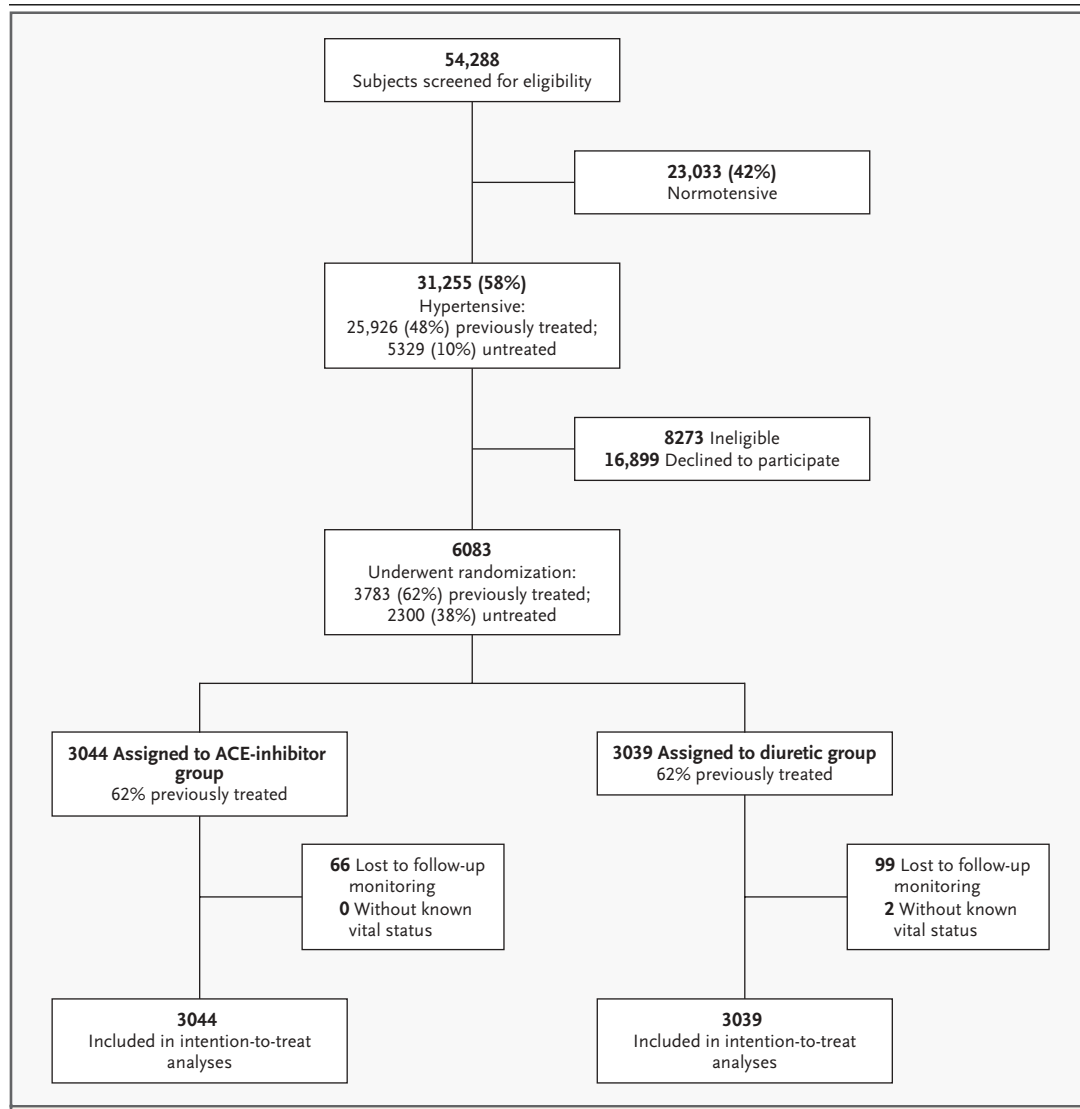 54,288
Subjects screened for eligibility
23,033 (42%)
Normotensive
31,255 (58%)
Hypertensive:
25,926 (48%) previously treated;
5329 (10%) untreated
8273 Ineligible
16,899 Declined to participate
6083
Underwent randomization:
3783 (62%) previously treated;
2300 (38%) untreated
3044 Assigned to ACE-inhibitor
group
62% previously treated
3039 Assigned to diuretic group
62% previously treated
66 Lost to follow-up
monitoring
0 Without known
vital status
99 Lost to follow-up
monitoring
2 Without known
vital status
3044
Included in intention-to-treat
analyses
3039
Included in intention-to-treat
analyses